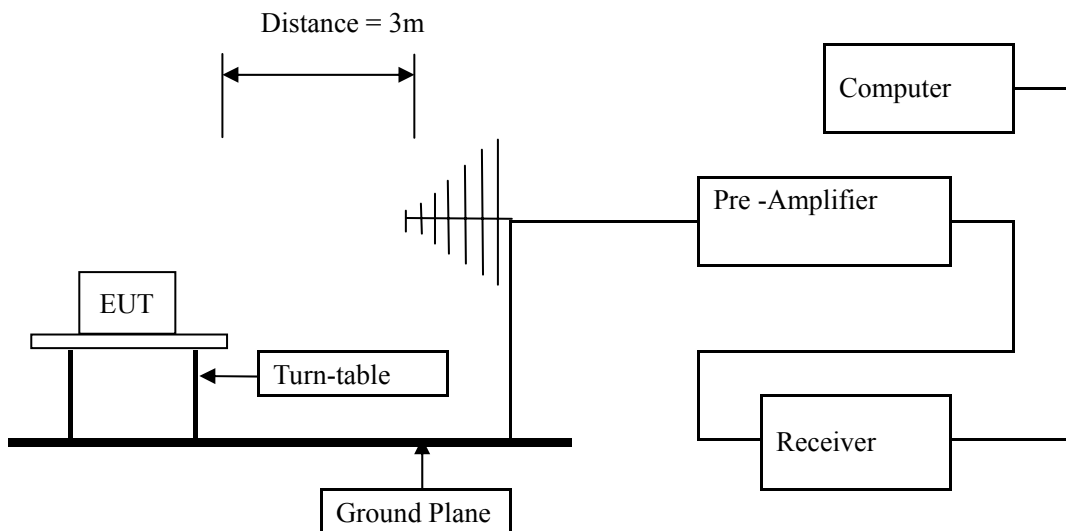 Distance = 3m
Computer
Pre -Amplifier
EUT
Turn-table
Receiver
Ground Plane